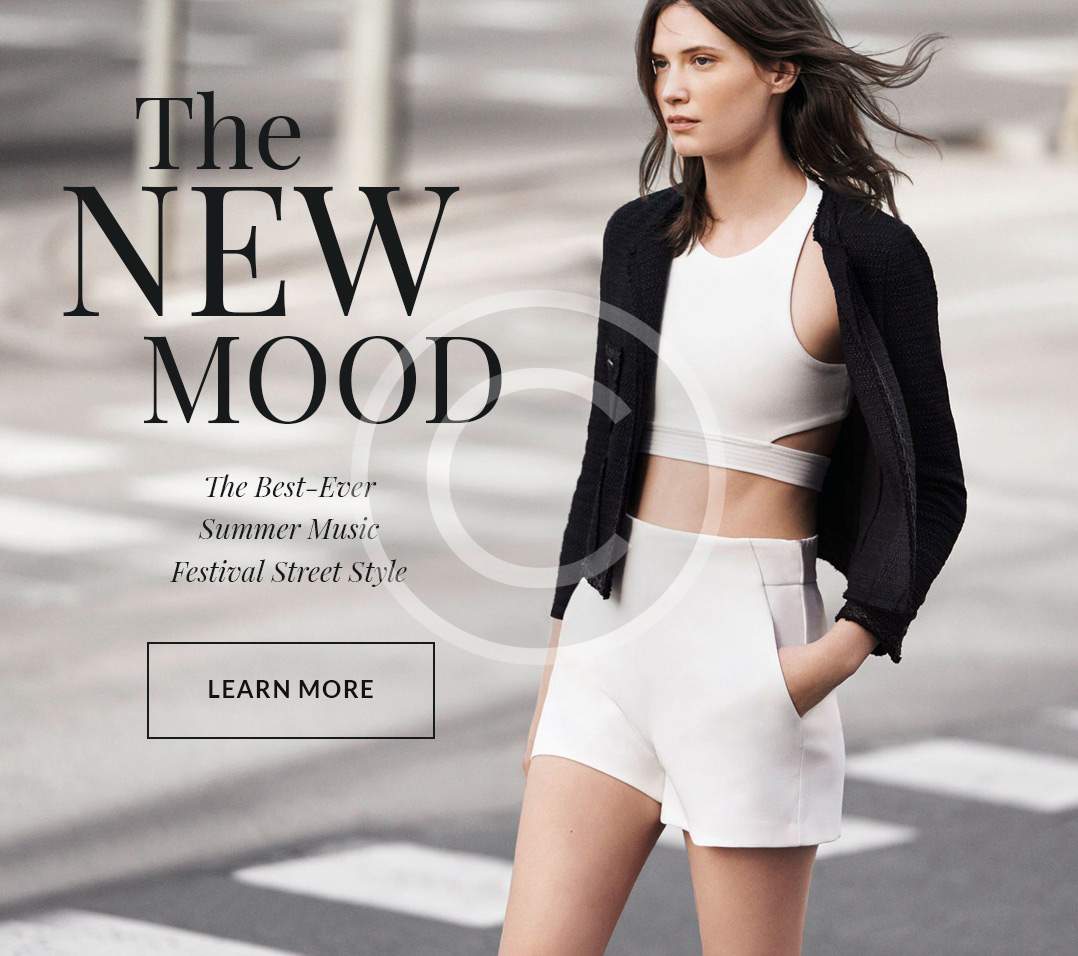 The
NEW
MOOD
The Best-Ever
Summer Music
Festival Street Style
LEARN MORE